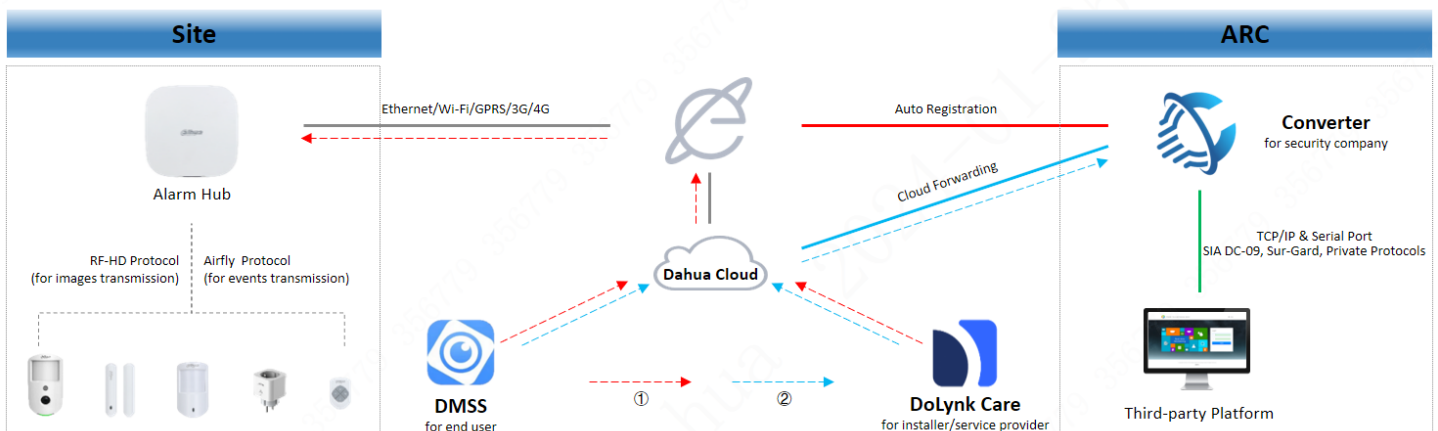 Site
ARC
Ethernet/Wi-Fi/GPRS/3G/4G
Auto Registration
Converter
for security company
Alarm Hub
Cloud Forwarding
RF-HD Protocol
(for images transmission)
Airfly Protocol
(for events transmission)
Dahua Cloud
TCP/IP & Serial Port
SIA DC-09, Sur-Gard, Private Protocols
①
②
DMSS
for end user
DoLynk Care
for installer/service provider
Third-party Platform